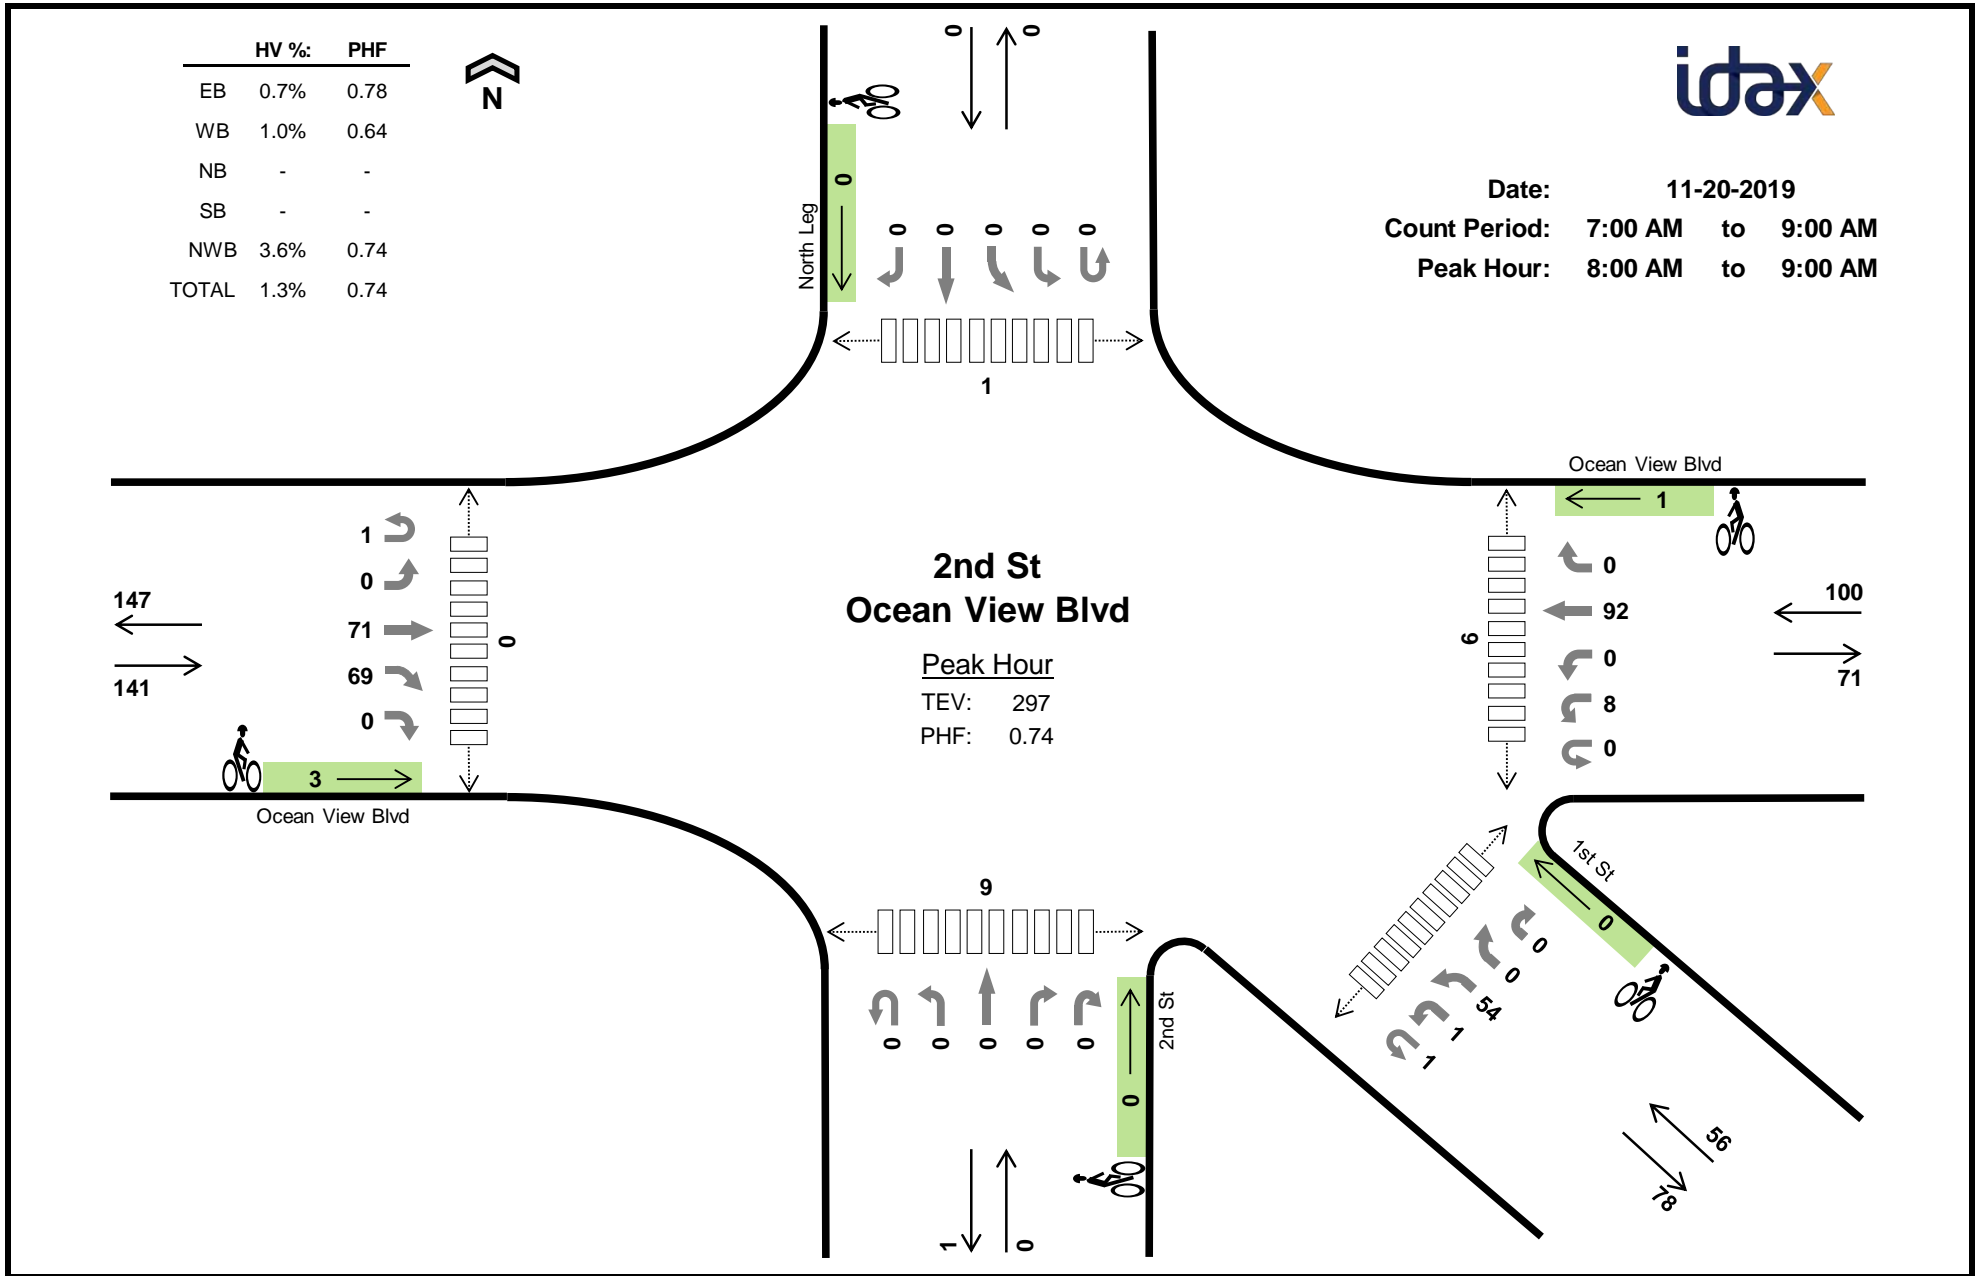 HV %: PHF
EB 0.7% 0.78
WB 1.0% 0.64
NB - -
SB - -
NWB 3.6% 0.74
TOTAL 1.3% 0.74
N
idax
Date: 11-20-2019
Count Period: 7:00 AM to 9:00 AM
Peak Hour: 8:00 AM to 9:00 AM
0 0
North Leg
0
0 0 0 0 0
1
Ocean View Blvd
1
0
92
0
8
0
100
71
6
147
141
1
0
71
69
0
0
3
Ocean View Blvd
2nd St
Ocean View Blvd
Peak Hour
TEV: 297
PHF: 0.74
9
0 0 0 0 0
2nd St
0
1 0
1st St
0
0
0
54
1
1
56
78